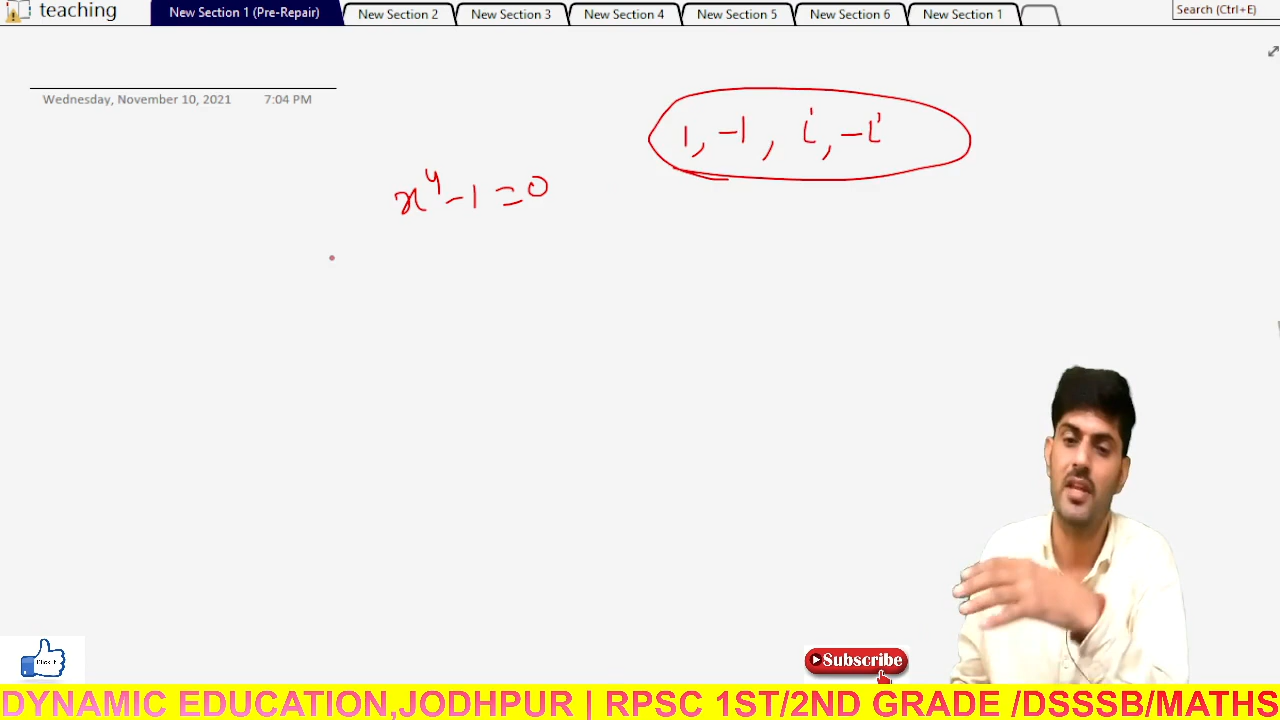 teaching
New Section 1 (Pre-Repair) New Section 2 New Section 3 New Section 4 New Section 5 New Section 6 New Section 1
Search (Ctrl+E)
Wednesday, November 10, 2021 7:04 PM
1, -1, i, -i
x⁴-1=0
Click it
Subscribe
DYNAMIC EDUCATION,JODHPUR | RPSC 1ST/2ND GRADE /DSSSB/MATHS